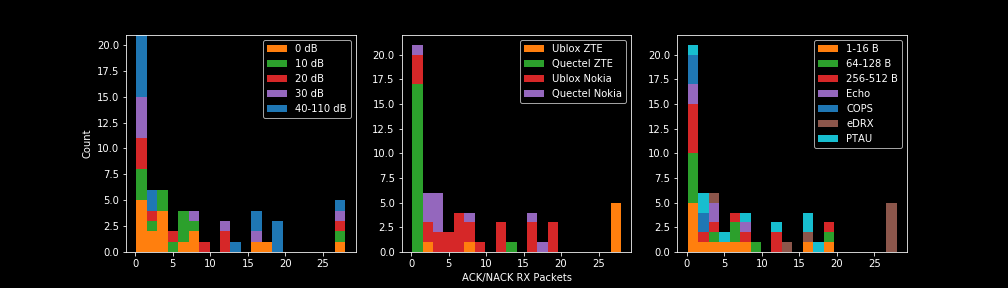 Count
20.0
17.5
15.0
12.5
10.0
7.5
5.0
2.5
0.0
0 5 10 15 20 25
0 dB
10 dB
20 dB
30 dB
40-110 dB
20.0
17.5
15.0
12.5
10.0
7.5
5.0
2.5
0.0
0 5 10 15 20 25
ACK/NACK RX Packets
Ublox ZTE
Quectel ZTE
Ublox Nokia
Quectel Nokia
20.0
17.5
15.0
12.5
10.0
7.5
5.0
2.5
0.0
0 5 10 15 20 25
1-16 B
64-128 B
256-512 B
Echo
COPS
eDRX
PTAU